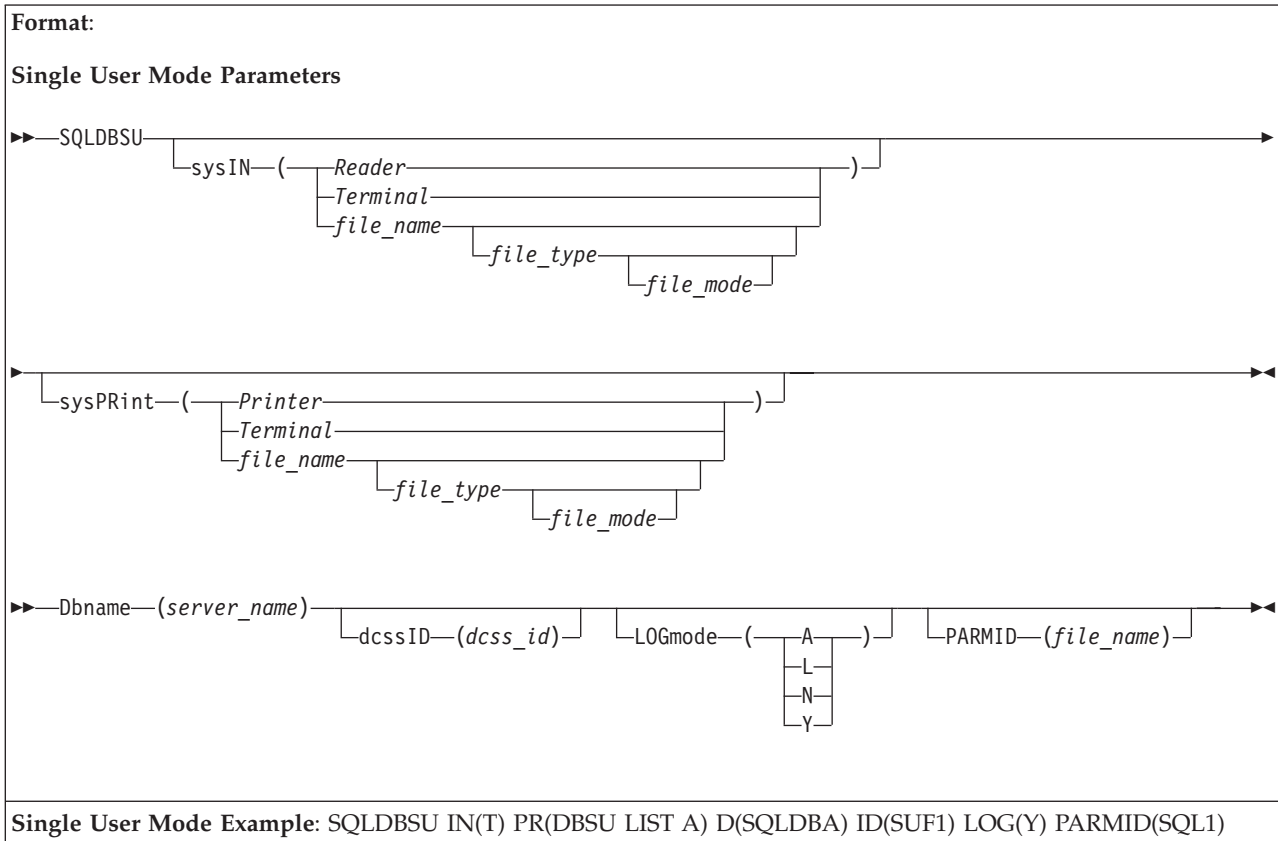 Format:
Single User Mode Parameters
SQLDBSU
sysIN ( Reader )
Terminal
file_name
file_type
file_mode
sysPRint ( Printer )
Terminal
file_name
file_type
file_mode
Dbname (server_name)
dcssID (dcss_id) LOGmode ( A ) PARMID (file_name)
L
N
Y
Single User Mode Example: SQLDBSU IN(T) PR(DBSU LIST A) D(SQLDBA) ID(SUF1) LOG(Y) PARMID(SQL1)